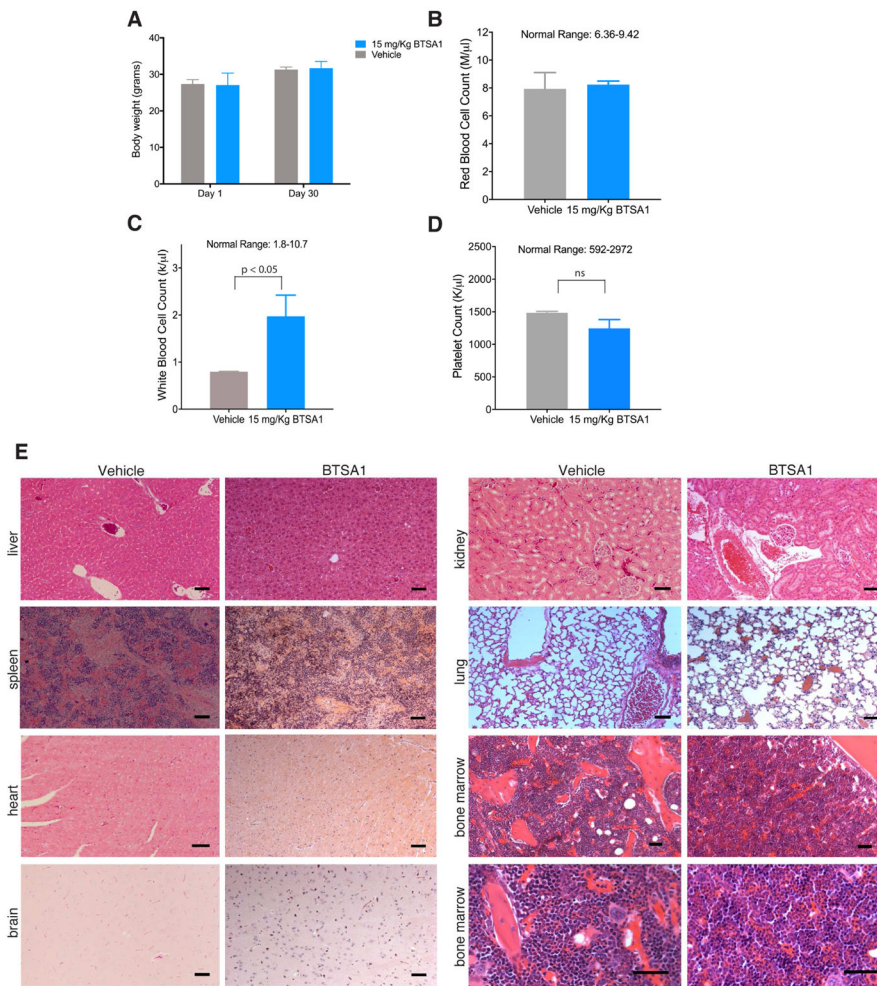 A
Body weight (grams)
40
30
20
10
0
Day 1
Day 30
15 mg/Kg BTSA1
Vehicle
B
Normal Range: 6.36-9.42
Red Blood Cell Count (M/µl)
12
10
8
6
4
2
0
Vehicle 15 mg/Kg BTSA1
C
Normal Range: 1.8-10.7
p < 0.05
White Blood Cell Count (k/µl)
3
2
1
0
Vehicle 15 mg/Kg BTSA1
D
Normal Range: 592-2972
ns
Platelet Count (K/µl)
2500
2000
1500
1000
500
0
Vehicle 15 mg/Kg BTSA1
E
Vehicle
BTSA1
liver
spleen
heart
brain
Vehicle
BTSA1
kidney
lung
bone marrow
bone marrow